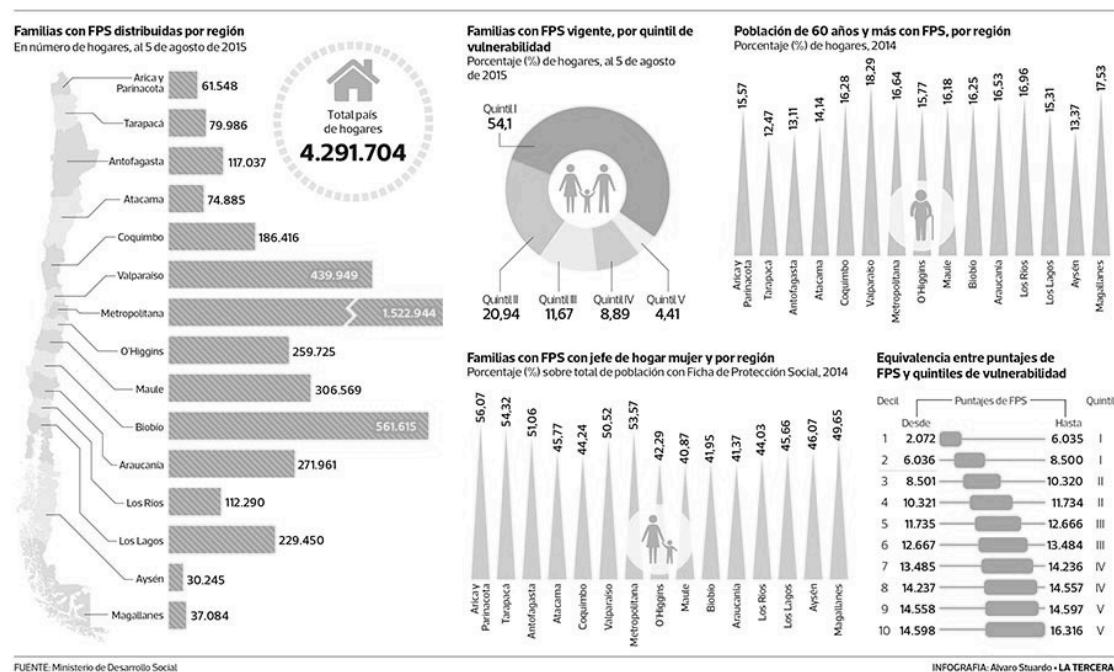 Familias con FPS distribuidas por región
En número de hogares, al 5 de agosto de 2015
Arica y
Parinacota
61.548
Tarapacá
79.986
Antofagasta
117.037
Atacama
74.885
Coquimbo
186.416
Valparaíso
439.949
Metropolitana
1.522.944
O'Higgins
259.725
Maule
306.569
Biobío
561.615
Araucanía
271.961
Los Ríos
112.290
Los Lagos
229.450
Aysén
30.245
Magallanes
37.084
Total país
de hogares
4.291.704
Familias con FPS vigente, por quintil de
vulnerabilidad
Porcentaje (%) de hogares, al 5 de agosto
de 2015
Quintil I
54,1
Quintil II
20,94
Quintil III
11,67
Quintil IV
8,89
Quintil V
4,41
Población de 60 años y más con FPS, por región
Porcentaje (%) de hogares, 2014
15,57
12,47
13,11
14,14
16,28
18,29
16,64
15,77
16,18
16,25
16,53
16,96
15,31
13,37
17,53
Arica y
Parinacota
Tarapacá
Antofagasta
Atacama
Coquimbo
Valparaíso
Metropolitana
O'Higgins
Maule
Biobío
Araucanía
Los Ríos
Los Lagos
Aysén
Magallanes
Familias con FPS con jefe de hogar mujer y por región
Porcentaje (%) sobre total de población con Ficha de Protección Social, 2014
56,07
54,32
51,06
45,77
44,24
50,52
53,57
42,29
40,87
41,95
41,37
44,03
45,66
46,07
49,65
Arica y
Parinacota
Tarapacá
Antofagasta
Atacama
Coquimbo
Valparaíso
Metropolitana
O'Higgins
Maule
Biobío
Araucanía
Los Ríos
Los Lagos
Aysén
Magallanes
Equivalencia entre puntajes de
FPS y quintiles de vulnerabilidad
Decil Puntajes de FPS Quintil
Desde Hasta
1 2.072 6.035 I
2 6.036 8.500 I
3 8.501 10.320 II
4 10.321 11.734 II
5 11.735 12.666 III
6 12.667 13.484 III
7 13.485 14.236 IV
8 14.237 14.557 IV
9 14.558 14.597 V
10 14.598 16.316 V
FUENTE: Ministerio de Desarrollo Social
INFOGRAFIA: Alvaro Stuardo • LA TERCERA